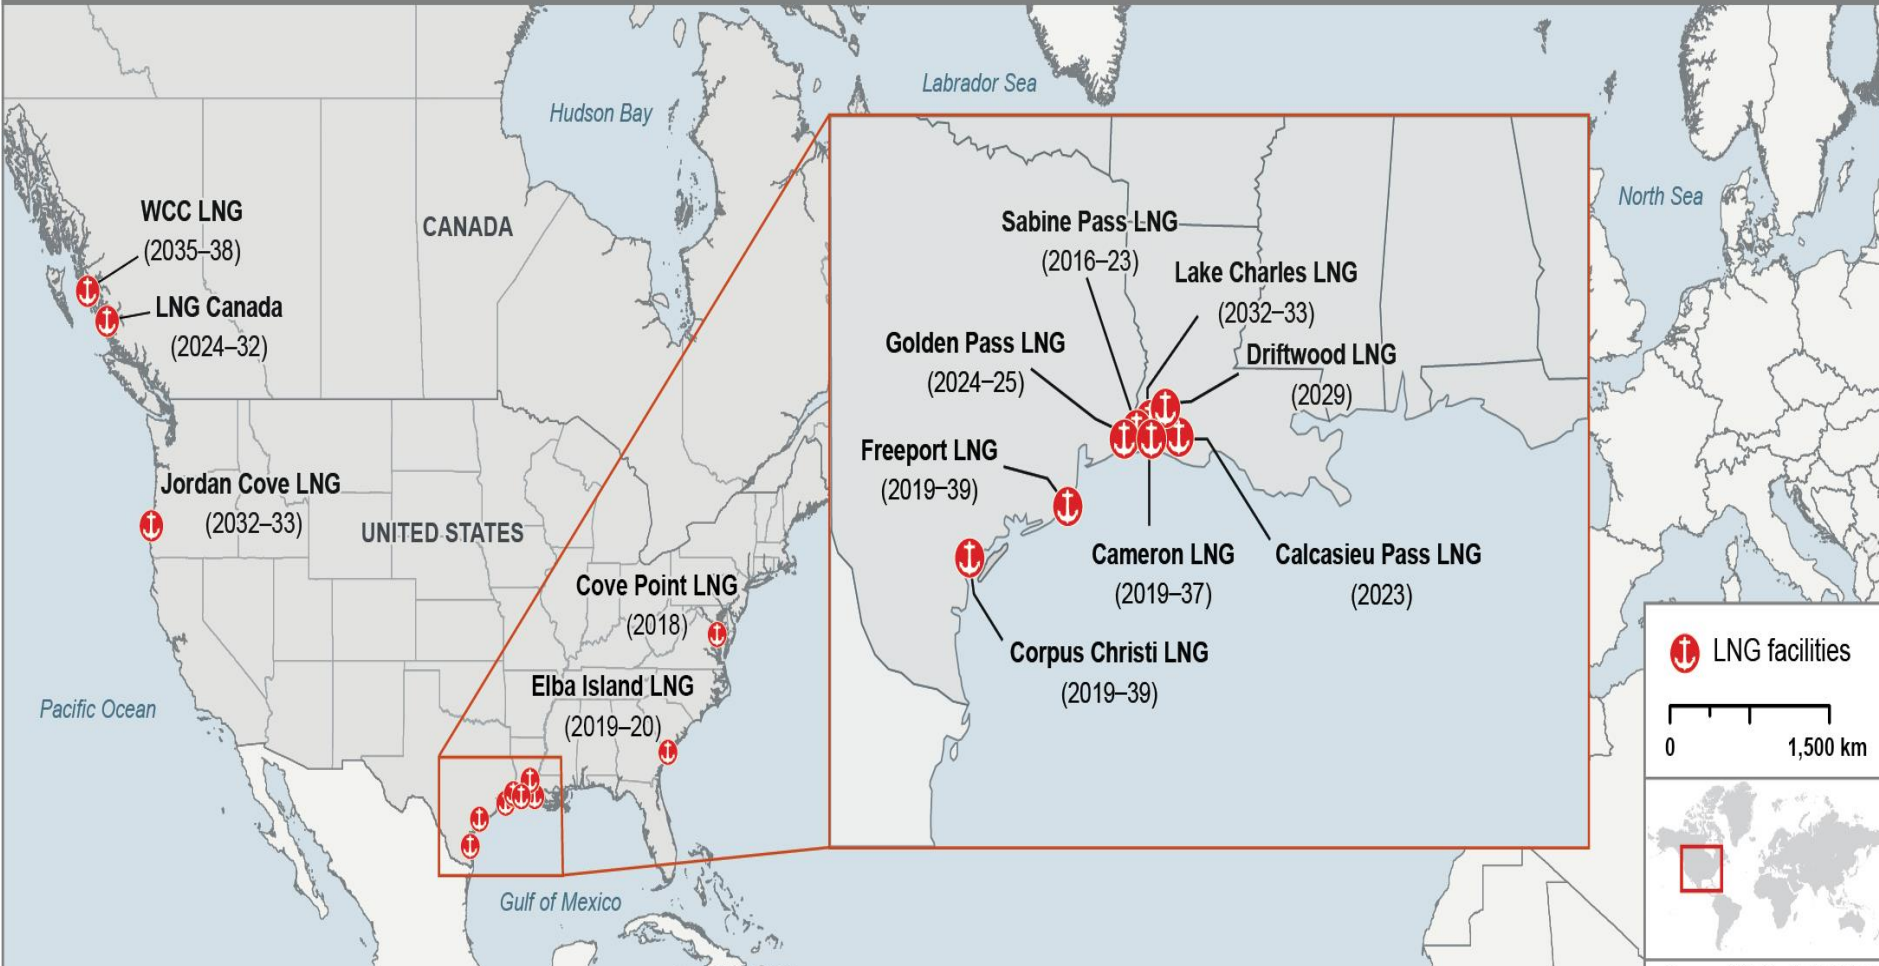 Labrador Sea
Hudson Bay
North Sea
WCC LNG
(2035–38)
CANADA
LNG Canada
(2024–32)
Sabine Pass LNG
(2016–23)
Lake Charles LNG
(2032–33)
Golden Pass LNG
(2024–25)
Driftwood LNG
(2029)
Freeport LNG
(2019–39)
Jordan Cove LNG
(2032–33)
UNITED STATES
Cameron LNG
(2019–37)
Calcasieu Pass LNG
(2023)
Cove Point LNG
(2018)
Corpus Christi LNG
(2019–39)
Elba Island LNG
(2019–20)
Pacific Ocean
Gulf of Mexico
LNG facilities
0 1,500 km